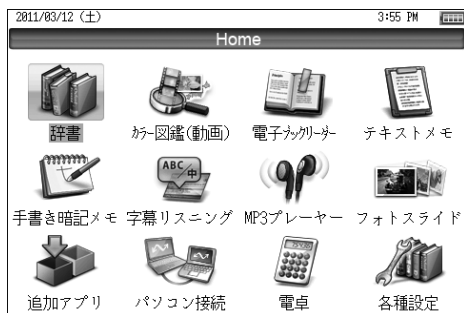 2011/03/12 (土) 3:55 PM
Home
辞書 ｶﾗｰ図鑑(動画) 電子ﾌﾞｯｸﾘｰﾀﾞｰ テキストメモ
ABC/中
手書き暗記メモ 字幕リスニング MP3プレーヤー フォトスライド
追加アプリ パソコン接続 電卓 各種設定